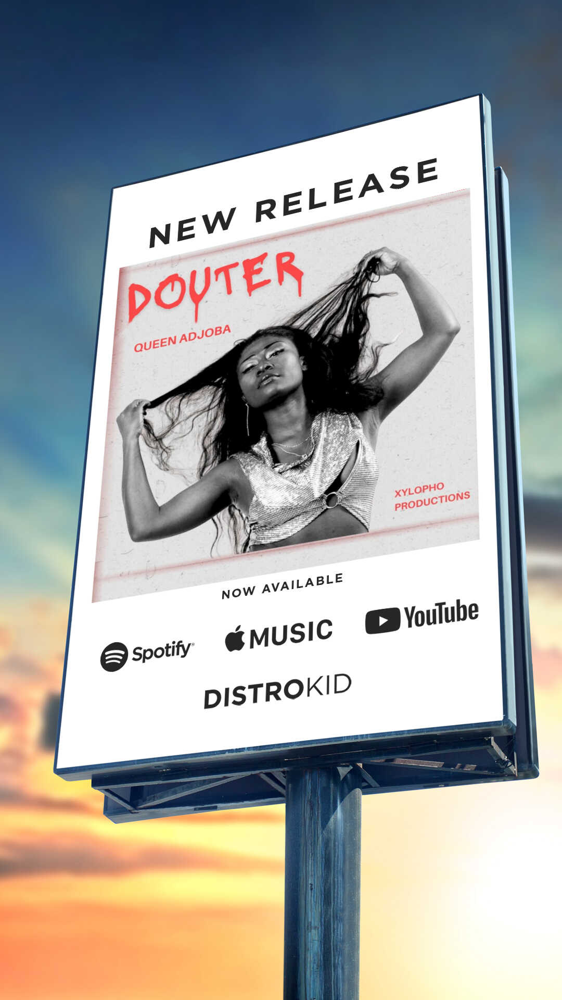 NEW RELEASE
DOUTER
QUEEN ADJOBA
XYLOPHO
PRODUCTIONS
NOW AVAILABLE
Spotify®
MUSIC
YouTube
DISTROKID